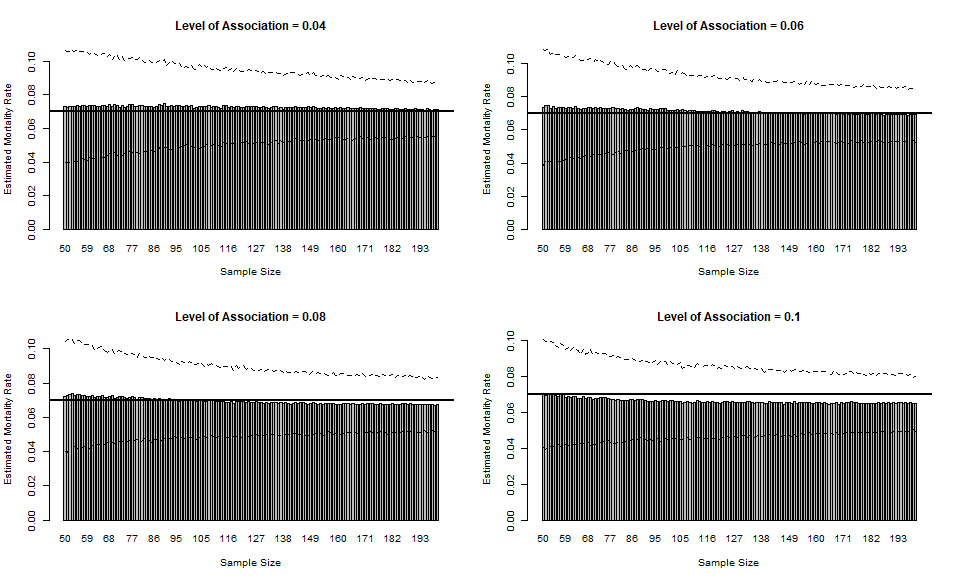 Level of Association = 0.04
Estimated Mortality Rate
0.00 0.02 0.04 0.06 0.08 0.10
50 59 68 77 86 95 105 116 127 138 149 160 171 182 193
Sample Size
Level of Association = 0.06
Estimated Mortality Rate
0.00 0.02 0.04 0.06 0.08 0.10
50 59 68 77 86 95 105 116 127 138 149 160 171 182 193
Sample Size
Level of Association = 0.08
Estimated Mortality Rate
0.00 0.02 0.04 0.06 0.08 0.10
50 59 68 77 86 95 105 116 127 138 149 160 171 182 193
Sample Size
Level of Association = 0.1
Estimated Mortality Rate
0.00 0.02 0.04 0.06 0.08 0.10
50 59 68 77 86 95 105 116 127 138 149 160 171 182 193
Sample Size